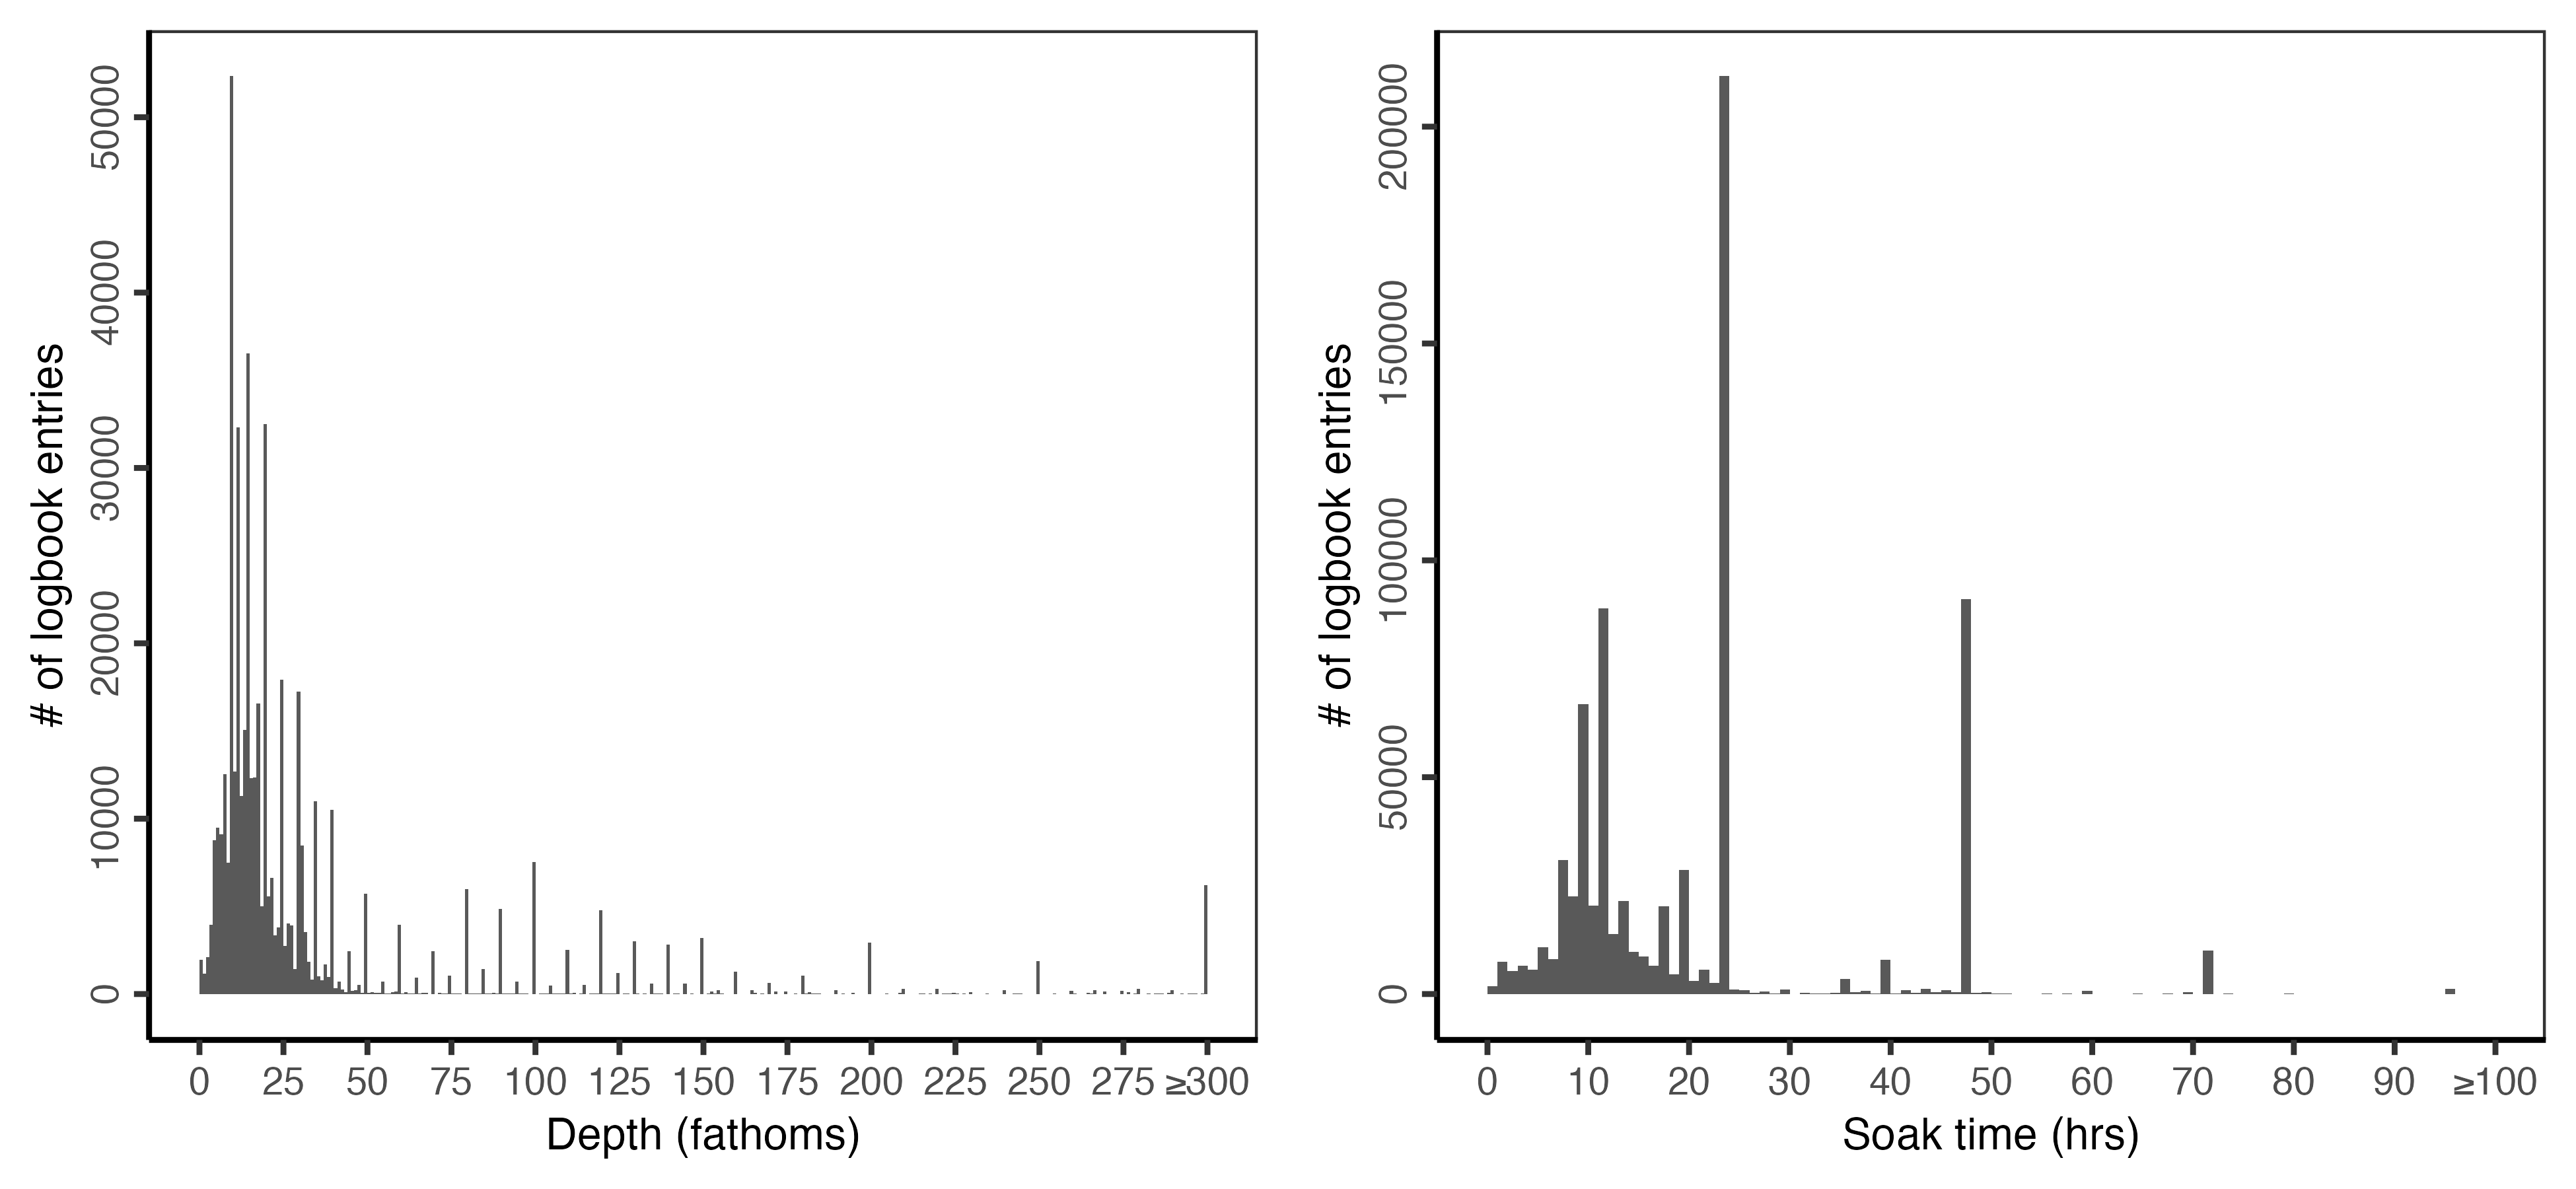 # of logbook entries
50000
40000
30000
20000
10000
0
0 25 50 75 100 125 150 175 200 225 250 275 ≥300
Depth (fathoms)
# of logbook entries
200000
150000
100000
50000
0
0 10 20 30 40 50 60 70 80 90 ≥100
Soak time (hrs)